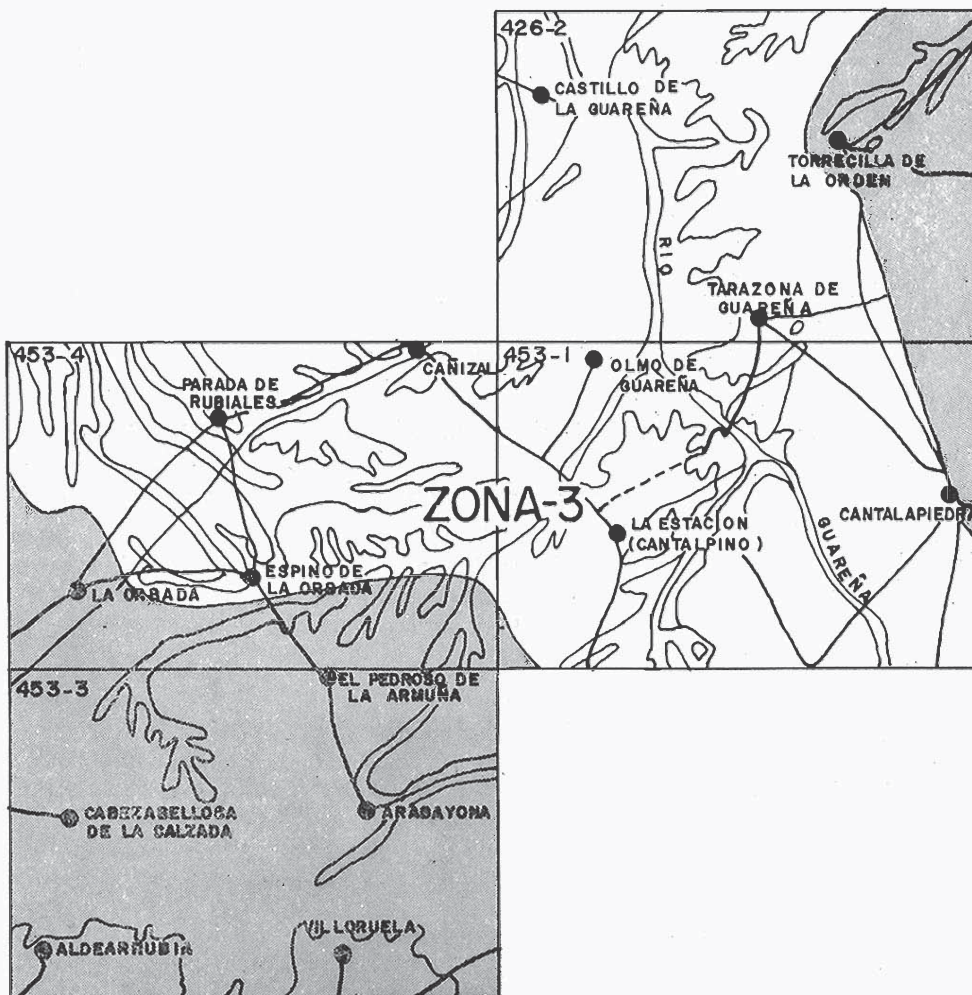 426-2
CASTILLO DE
LA GUAREÑA
TORRECILLA DE
LA ORDEN
RIO
TARAZONA DE
GUAREÑA
453-4
CAÑIZAL
453-1
OLMO DE
GUAREÑA
PARADA DE
RUBIALES
ZONA-3
CANTALAPIEDRA
LA ESTACION
(CANTALPINO)
GUAREÑA
LA ORBADA
ESPINO DE
LA ORBADA
453-3
EL PEDROSO DE
LA ARMUÑA
CABEZABELLOSA
DE LA CALZADA
ARABAYONA
ALDEARRUBIA
VILLORUELA